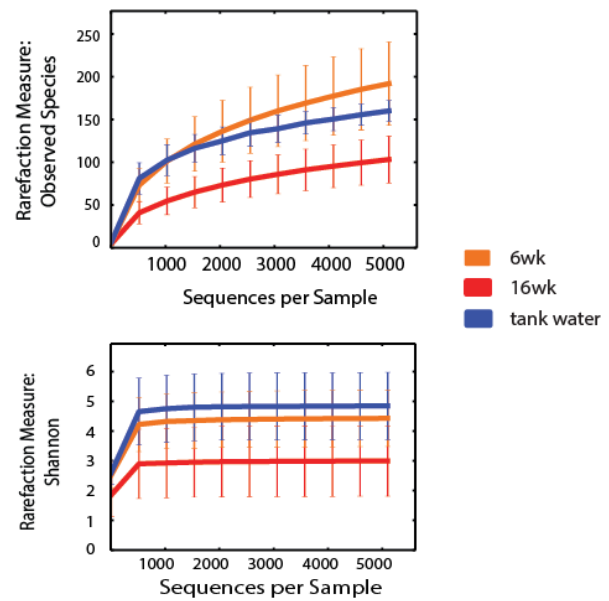 Rarefaction Measure:
Observed Species
250
200
150
100
50
0
1000 2000 3000 4000 5000
Sequences per Sample
6wk
16wk
tank water
Rarefaction Measure:
Shannon
6
5
4
3
2
1
0
1000 2000 3000 4000 5000
Sequences per Sample